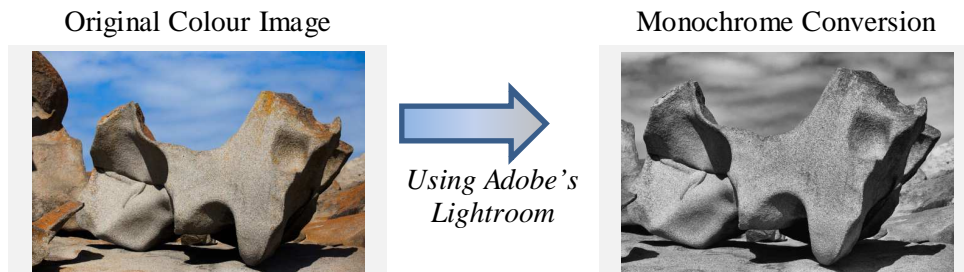 Original Colour Image
Monochrome Conversion
Using Adobe’s
Lightroom